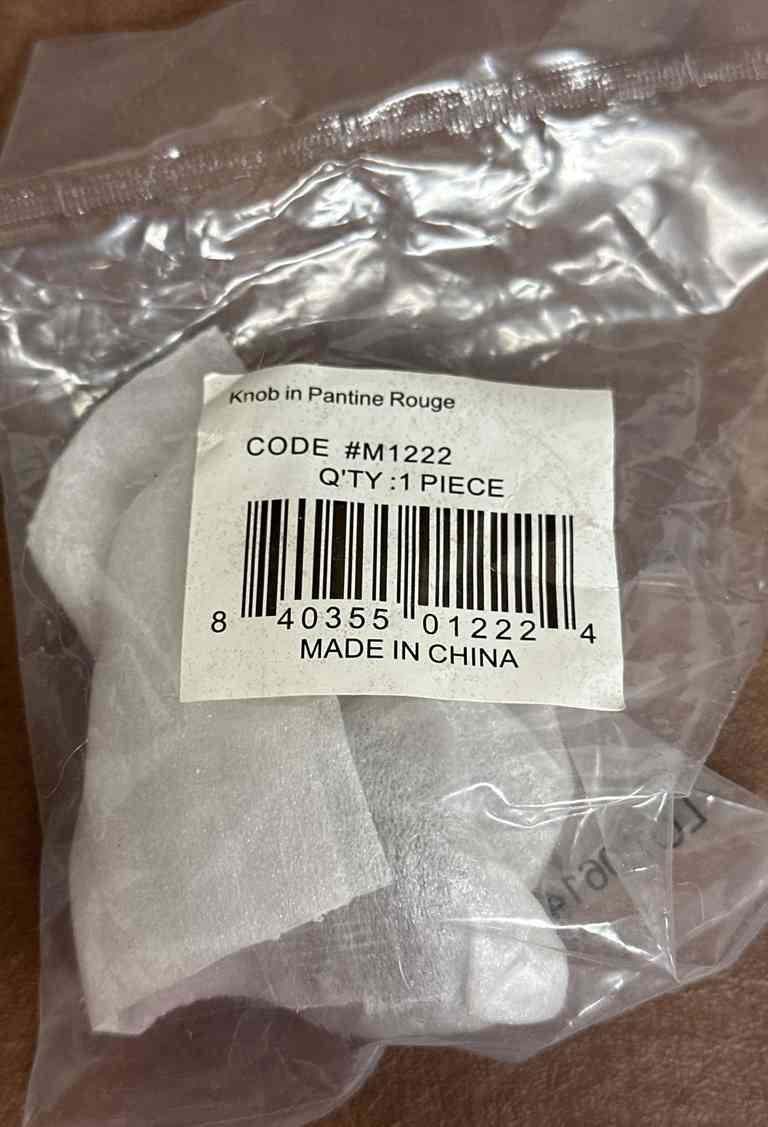 Knob in Pantine Rouge
CODE #M1222
Q'TY :1 PIECE
8 40355 01222 4
MADE IN CHINA